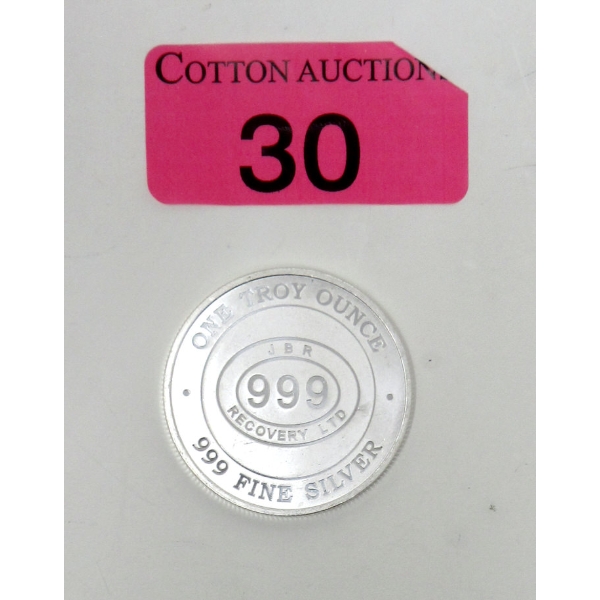 COTTON AUCTION
30
ONE TROY OUNCE
JBR
999
RECOVERY LTD
999 FINE SILVER